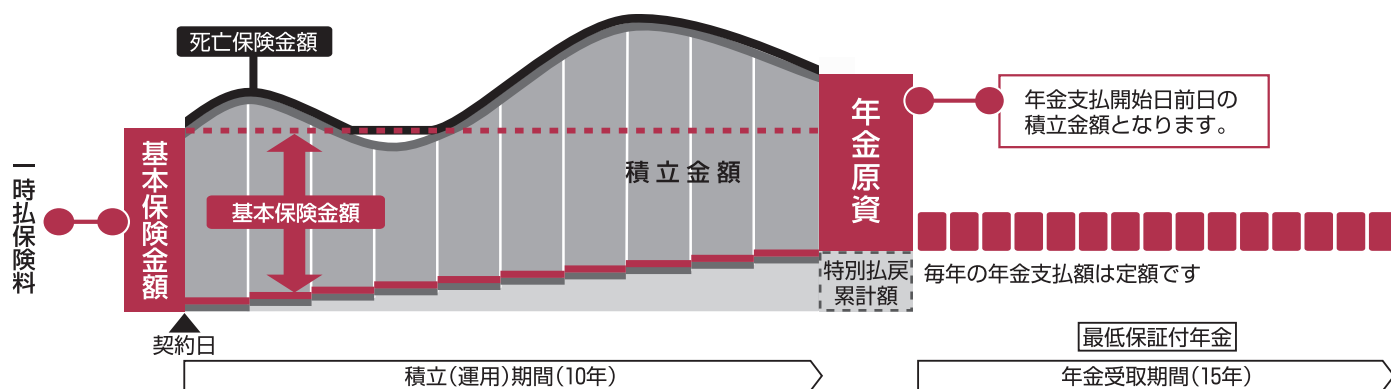 死亡保険金額
一時払保険料
基本保険金額
基本保険金額
積立金額
年金原資
年金支払開始日前日の
積立金額となります。
特別払戻
累計額
毎年の年金支払額は定額です
契約日
最低保証付年金
積立(運用)期間(10年)
年金受取期間(15年)